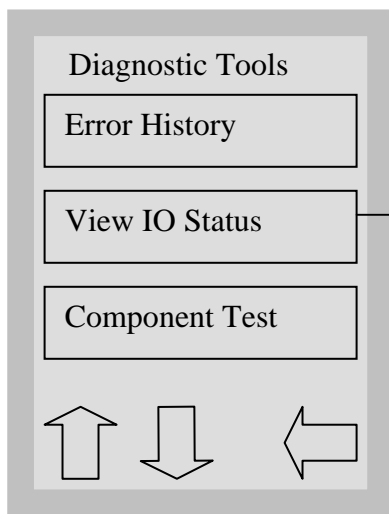 Diagnostic Tools
Error History
View IO Status
Component Test